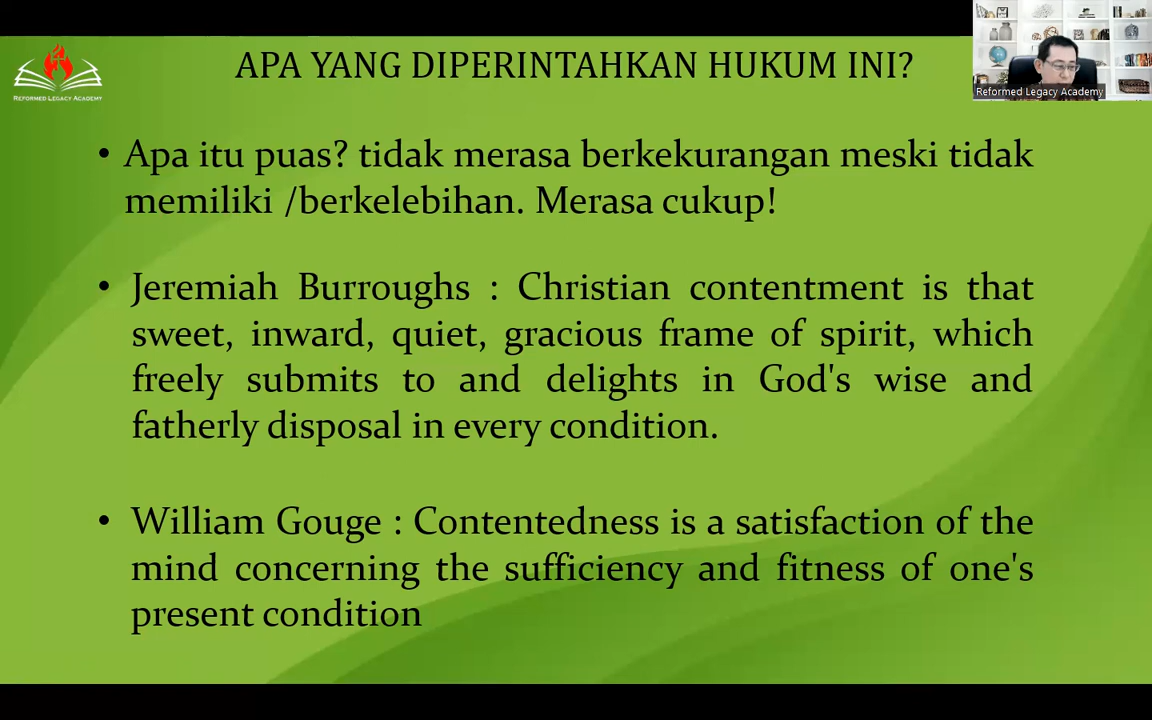 APA YANG DIPERINTAHKAN HUKUM INI?
REFORMED LEGACY ACADEMY
Reformed Legacy Academy
• Apa itu puas? tidak merasa berkekurangan meski tidak
memiliki /berkelebihan. Merasa cukup!
• Jeremiah Burroughs : Christian contentment is that
sweet, inward, quiet, gracious frame of spirit, which
freely submits to and delights in God's wise and
fatherly disposal in every condition.
• William Gouge : Contentedness is a satisfaction of the
mind concerning the sufficiency and fitness of one's
present condition